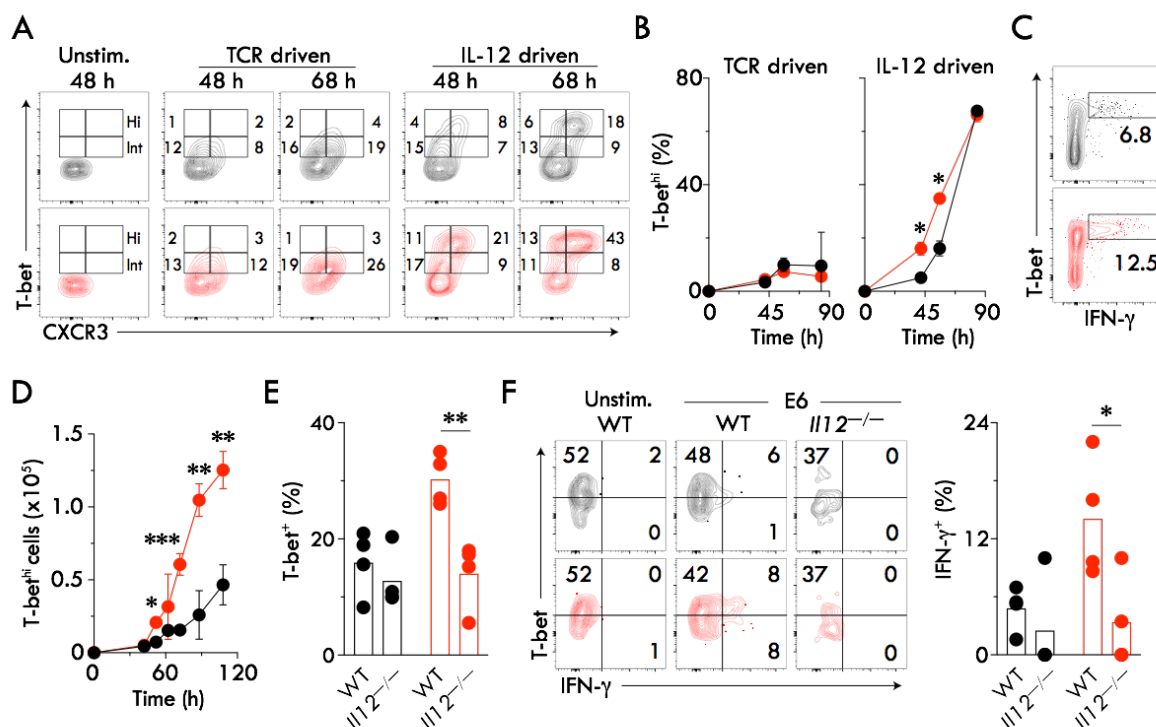 A
Unstim.
TCR driven
IL-12 driven
48 h
48 h
68 h
48 h
68 h
Hi
Int
1 2
12 8
2 4
16 19
4 8
15 7
6 18
13 9
Hi
Int
2 3
13 12
1 3
19 26
11 21
17 9
13 43
11 8
T-bet
CXCR3
B
TCR driven
IL-12 driven
T-bethi (%)
80
40
0
* *
0 45 90
0 45 90
Time (h)
Time (h)
C
6.8
12.5
T-bet
IFN-γ
D
T-bethi cells (x10⁵)
1.5
1.0
0.5
0
* *** ** **
0 60 120
Time (h)
E
T-bet⁺ (%)
40
20
0
**
WT Il12⁻/⁻ WT Il12⁻/⁻
F
Unstim.
E6
WT
WT
Il12⁻/⁻
52 2
0
48 6
1
37 0
0
52 0
1
42 8
8
37 0
0
T-bet
IFN-γ
IFN-γ⁺ (%)
24
12
0
*
WT Il12⁻/⁻ WT Il12⁻/⁻